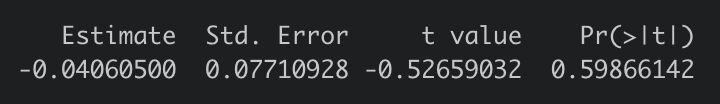 Estimate Std. Error t value Pr(>|t|)
-0.04060500 0.07710928 -0.52659032 0.59866142